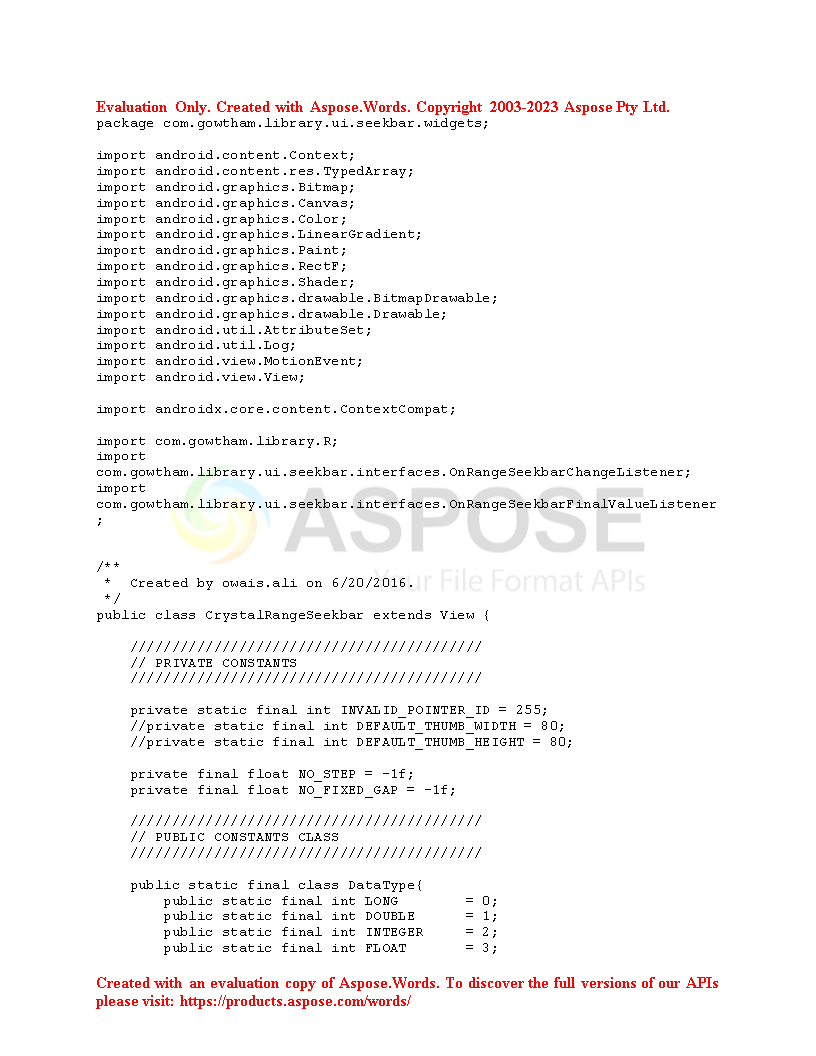 Evaluation Only. Created with Aspose.Words. Copyright 2003-2023 Aspose Pty Ltd.
package com.gowtham.library.ui.seekbar.widgets;
import android.content.Context;
import android.content.res.TypedArray;
import android.graphics.Bitmap;
import android.graphics.Canvas;
import android.graphics.Color;
import android.graphics.LinearGradient;
import android.graphics.Paint;
import android.graphics.RectF;
import android.graphics.Shader;
import android.graphics.drawable.BitmapDrawable;
import android.graphics.drawable.Drawable;
import android.util.AttributeSet;
import android.util.Log;
import android.view.MotionEvent;
import android.view.View;
import androidx.core.content.ContextCompat;
import com.gowtham.library.R;
import
com.gowtham.library.ui.seekbar.interfaces.OnRangeSeekbarChangeListener;
import
com.gowtham.library.ui.seekbar.interfaces.OnRangeSeekbarFinalValueListener
;
ASPOSE
Your File Format APIs
/**
 *  Created by owais.ali on 6/20/2016.
 */
public class CrystalRangeSeekbar extends View {
    //////////////////////////////////////////
    // PRIVATE CONSTANTS
    //////////////////////////////////////////
    private static final int INVALID_POINTER_ID = 255;
    //private static final int DEFAULT_THUMB_WIDTH = 80;
    //private static final int DEFAULT_THUMB_HEIGHT = 80;
    private final float NO_STEP = -1f;
    private final float NO_FIXED_GAP = -1f;
    //////////////////////////////////////////
    // PUBLIC CONSTANTS CLASS
    //////////////////////////////////////////
    public static final class DataType{
        public static final int LONG        = 0;
        public static final int DOUBLE      = 1;
        public static final int INTEGER     = 2;
        public static final int FLOAT       = 3;
Created with an evaluation copy of Aspose.Words. To discover the full versions of our APIs
please visit: https://products.aspose.com/words/